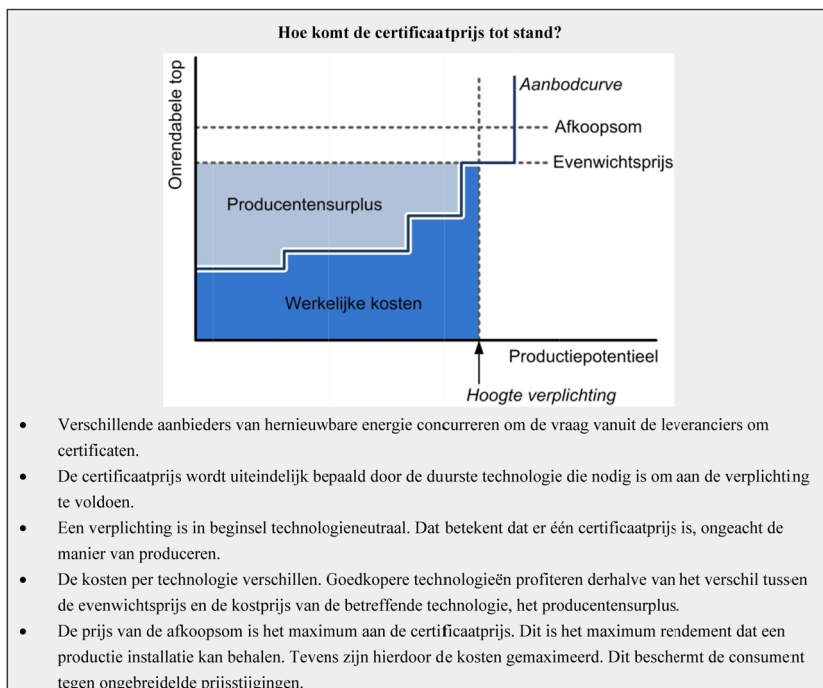 Hoe komt de certificaatprijs tot stand?
Onrendabele top
Aanbodcurve
Afkoopsom
Evenwichtsprijs
Producentensurplus
Werkelijke kosten
Productiepotentieel
Hoogte verplichting
• Verschillende aanbieders van hernieuwbare energie concurreren om de vraag vanuit de leveranciers om
certificaten.
• De certificaatprijs wordt uiteindelijk bepaald door de duurste technologie die nodig is om aan de verplichting
te voldoen.
• Een verplichting is in beginsel technologieneutraal. Dat betekent dat er één certificaatprijs is, ongeacht de
manier van produceren.
• De kosten per technologie verschillen. Goedkopere technologieën profiteren derhalve van het verschil tussen
de evenwichtsprijs en de kostprijs van de betreffende technologie, het producentensurplus.
• De prijs van de afkoopsom is het maximum aan de certificaatprijs. Dit is het maximum rendement dat een
productie installatie kan behalen. Tevens zijn hierdoor de kosten gemaximeerd. Dit beschermt de consument
tegen ongebreidelde prijsstijgingen.